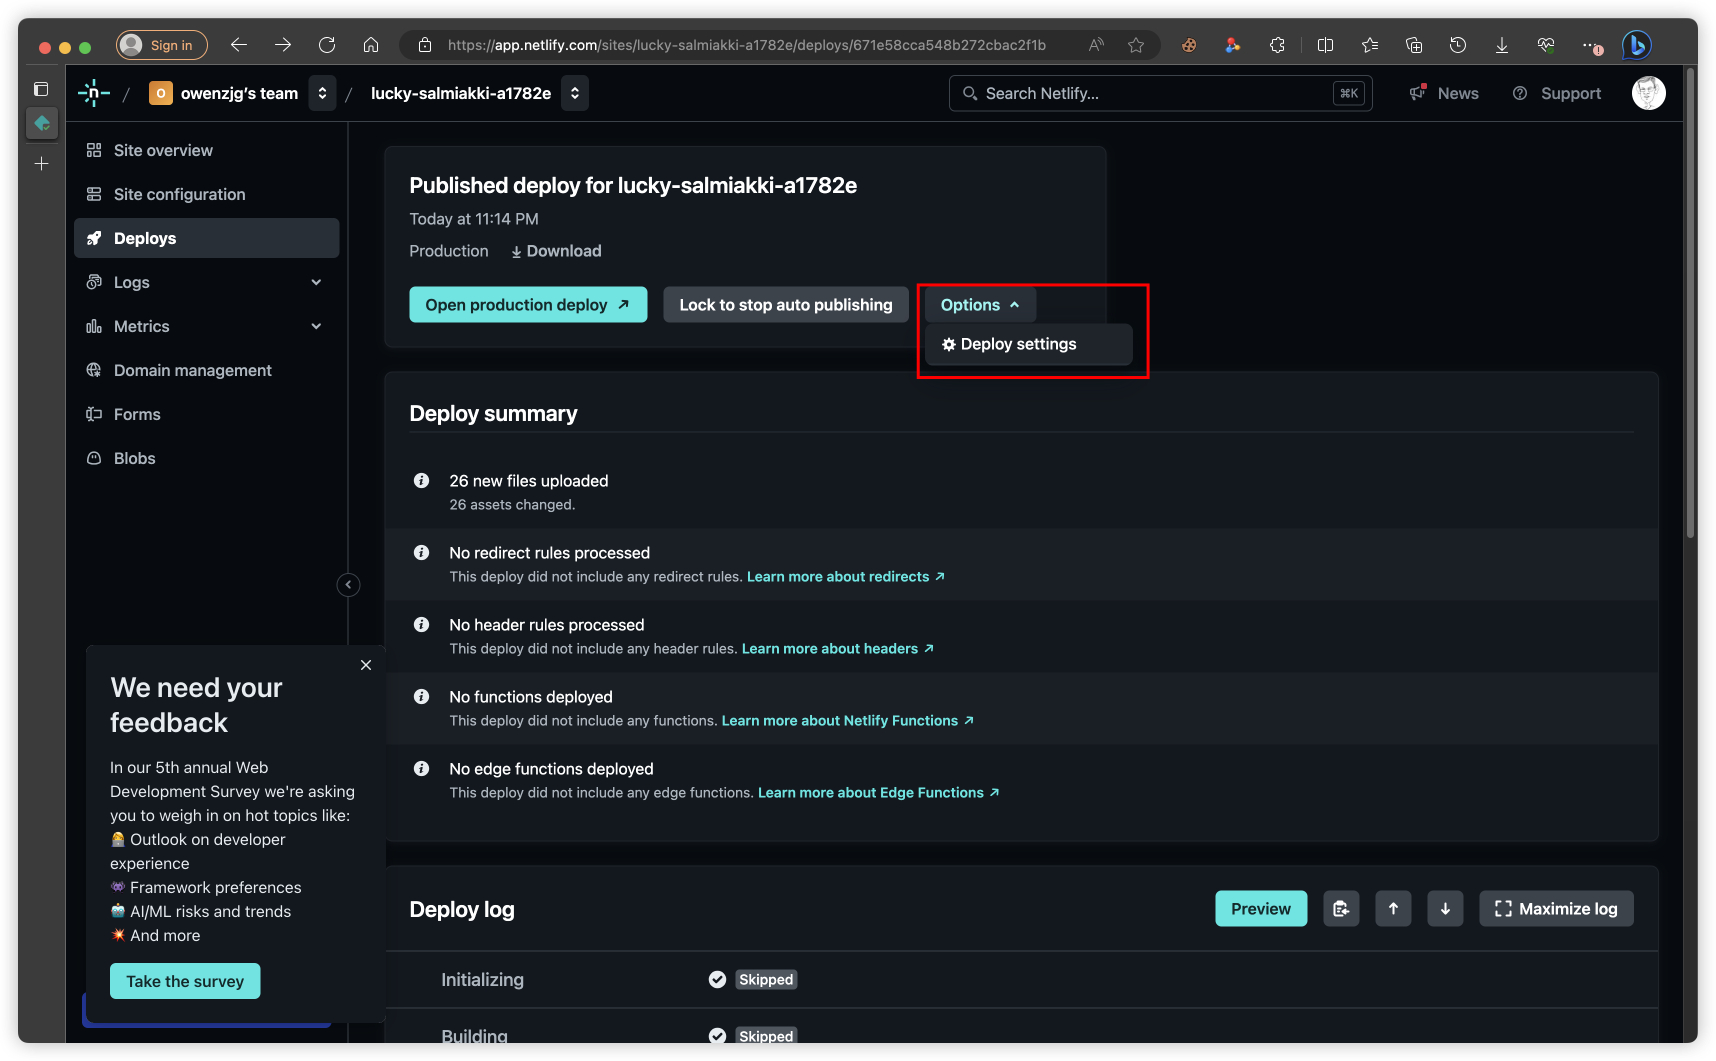 Sign in
https://app.netlify.com/sites/lucky-salmiakki-a1782e/deploys/671e58cca548b272cbac2f1b
/ O owenzjg's team / lucky-salmiakki-a1782e
Search Netlify... ⌘K
News
Support
Site overview
Site configuration
Deploys
Logs
Metrics
Domain management
Forms
Blobs
Published deploy for lucky-salmiakki-a1782e
Today at 11:14 PM
Production Download
Open production deploy
Lock to stop auto publishing
Options
Deploy settings
Deploy summary
26 new files uploaded
26 assets changed.
No redirect rules processed
This deploy did not include any redirect rules. Learn more about redirects
No header rules processed
This deploy did not include any header rules. Learn more about headers
No functions deployed
This deploy did not include any functions. Learn more about Netlify Functions
No edge functions deployed
This deploy did not include any edge functions. Learn more about Edge Functions
We need your
feedback
In our 5th annual Web
Development Survey we're asking
you to weigh in on hot topics like:
Outlook on developer
experience
Framework preferences
AI/ML risks and trends
And more
Take the survey
Deploy log
Preview
Maximize log
Initializing Skipped
Building Skipped